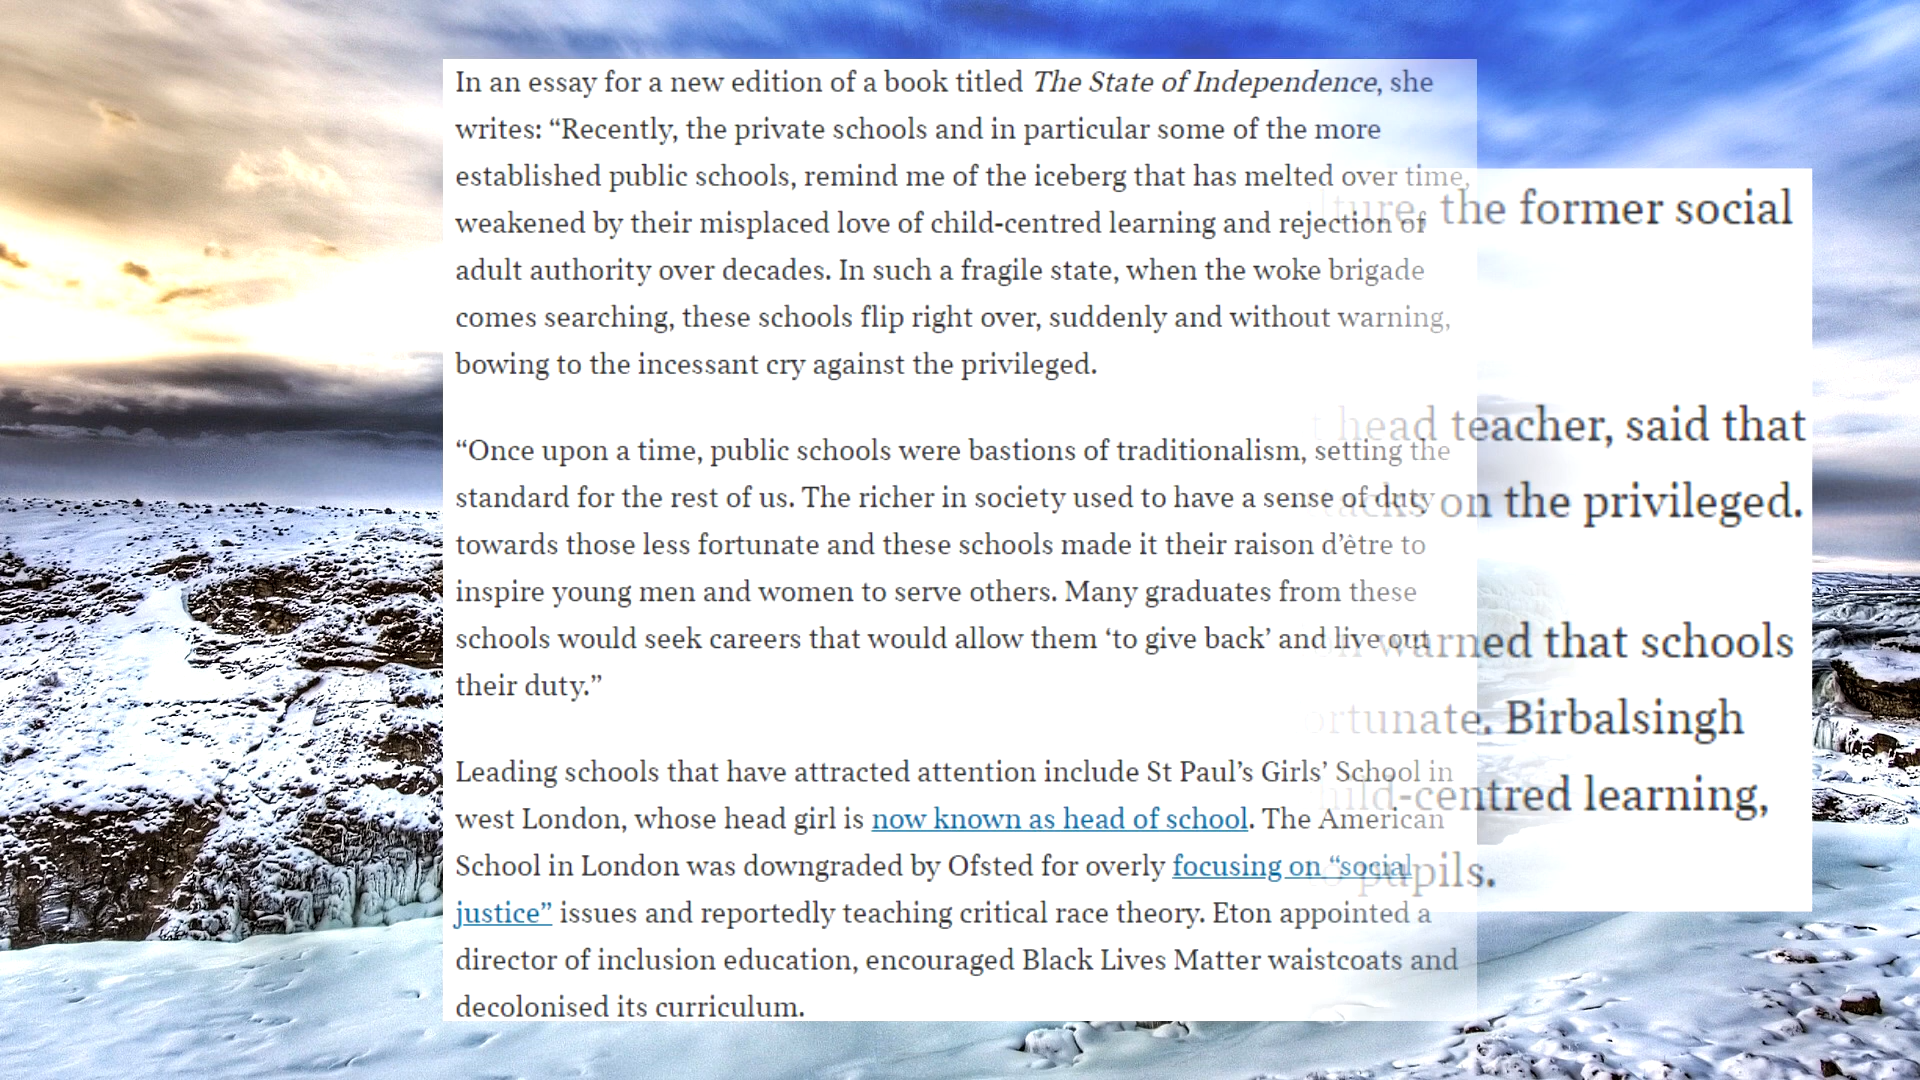 In an essay for a new edition of a book titled The State of Independence, she
writes: “Recently, the private schools and in particular some of the more
established public schools, remind me of the iceberg that has melted over time,
weakened by their misplaced love of child-centred learning and rejection of
adult authority over decades. In such a fragile state, when the woke brigade
comes searching, these schools flip right over, suddenly and without warning,
bowing to the incessant cry against the privileged.
“Once upon a time, public schools were bastions of traditionalism, setting the
standard for the rest of us. The richer in society used to have a sense of duty
towards those less fortunate and these schools made it their raison d’être to
inspire young men and women to serve others. Many graduates from these
schools would seek careers that would allow them ‘to give back’ and live out
their duty.”
Leading schools that have attracted attention include St Paul’s Girls’ School in
west London, whose head girl is now known as head of school. The American
School in London was downgraded by Ofsted for overly focusing on “social
justice” issues and reportedly teaching critical race theory. Eton appointed a
director of inclusion education, encouraged Black Lives Matter waistcoats and
decolonised its curriculum.
the former social
head teacher, said that
on the privileged.
warned that schools
Birbalsingh
learning,
pupils.